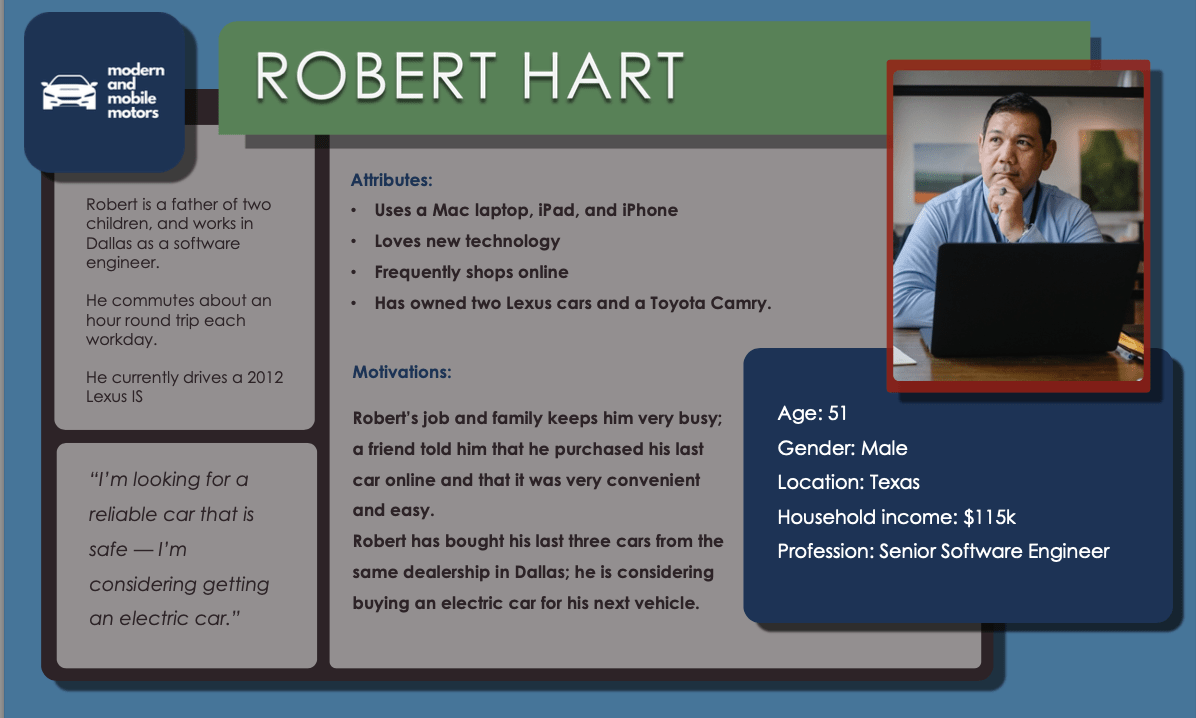 modern
and
mobile
motors
ROBERT HART
Robert is a father of two
children, and works in
Dallas as a software
engineer.
He commutes about an
hour round trip each
workday.
He currently drives a 2012
Lexus IS
“I’m looking for a
reliable car that is
safe — I’m
considering getting
an electric car.”
Attributes:
• Uses a Mac laptop, iPad, and iPhone
• Loves new technology
• Frequently shops online
• Has owned two Lexus cars and a Toyota Camry.
Motivations:
Robert’s job and family keeps him very busy;
a friend told him that he purchased his last
car online and that it was very convenient
and easy.
Robert has bought his last three cars from the
same dealership in Dallas; he is considering
buying an electric car for his next vehicle.
Age: 51
Gender: Male
Location: Texas
Household income: $115k
Profession: Senior Software Engineer